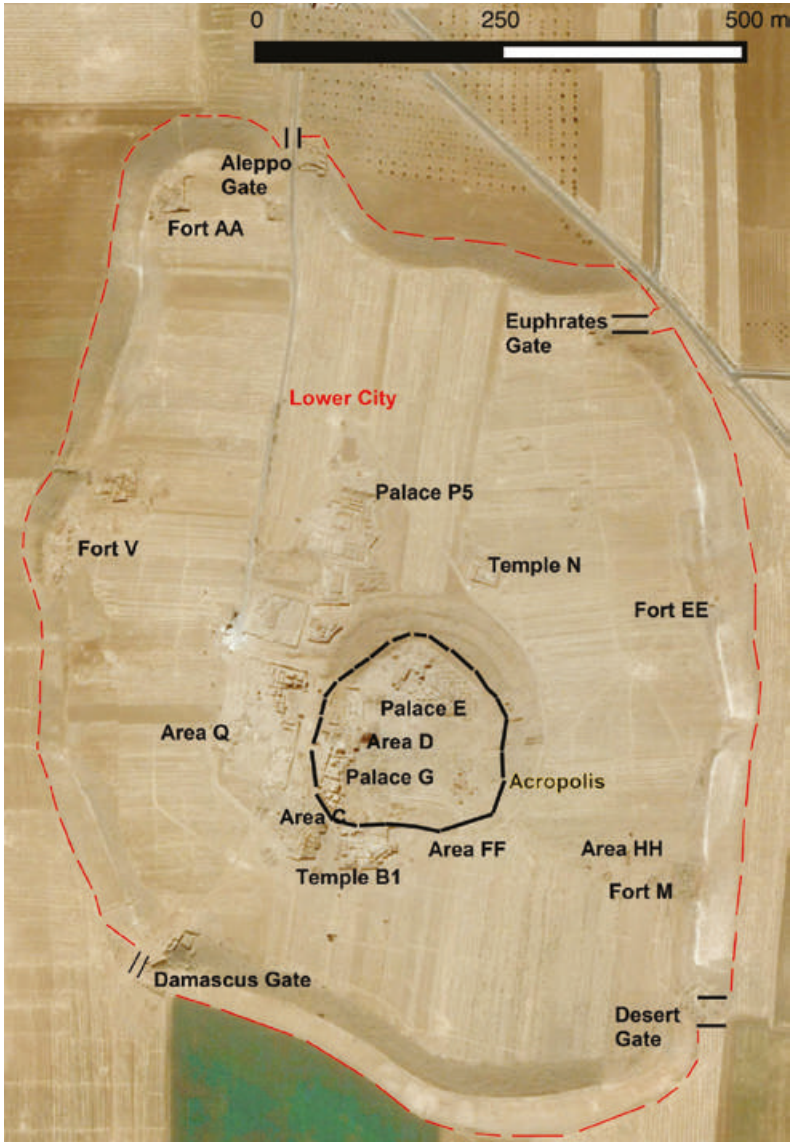 0 250 500 m
Aleppo
Gate
Fort AA
Euphrates
Gate
Lower City
Palace P5
Fort V
Temple N
Fort EE
Palace E
Area Q
Area D
Palace G
Acropolis
Area C
Area FF
Area HH
Temple B1
Fort M
Damascus Gate
Desert
Gate